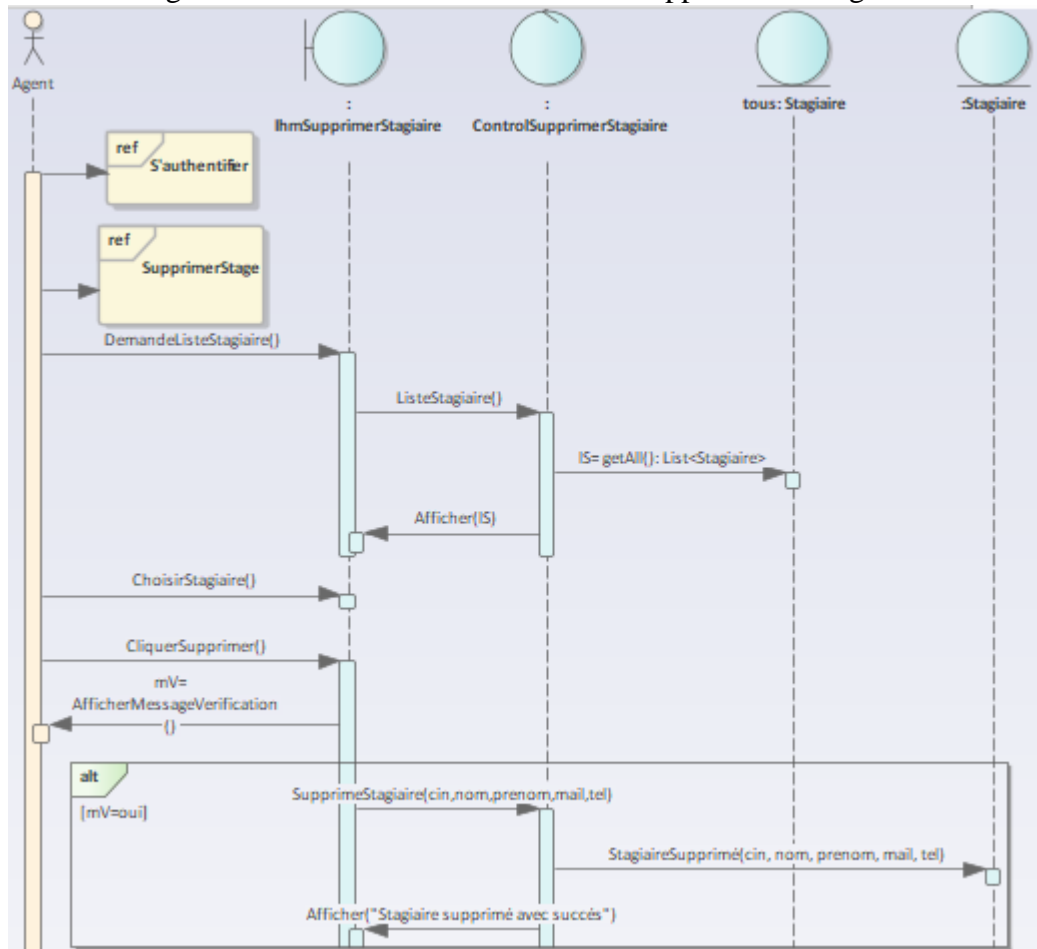 Agent
:
IhmSupprimerStagiaire
:
ControlSupprimerStagiaire
tous: Stagiaire
:Stagiaire
ref
S'authentifier
ref
SupprimerStage
DemandeListeStagiaire()
ListeStagiaire()
lS= getAll(): List<Stagiaire>
Afficher(lS)
ChoisirStagiaire()
CliquerSupprimer()
mV=
AfficherMessageVerification
()
alt
[mV=oui]
SupprimeStagiaire(cin,nom,prenom,mail,tel)
StagiaireSupprimé(cin, nom, prenom, mail, tel)
Afficher("Stagiaire supprimé avec succés")